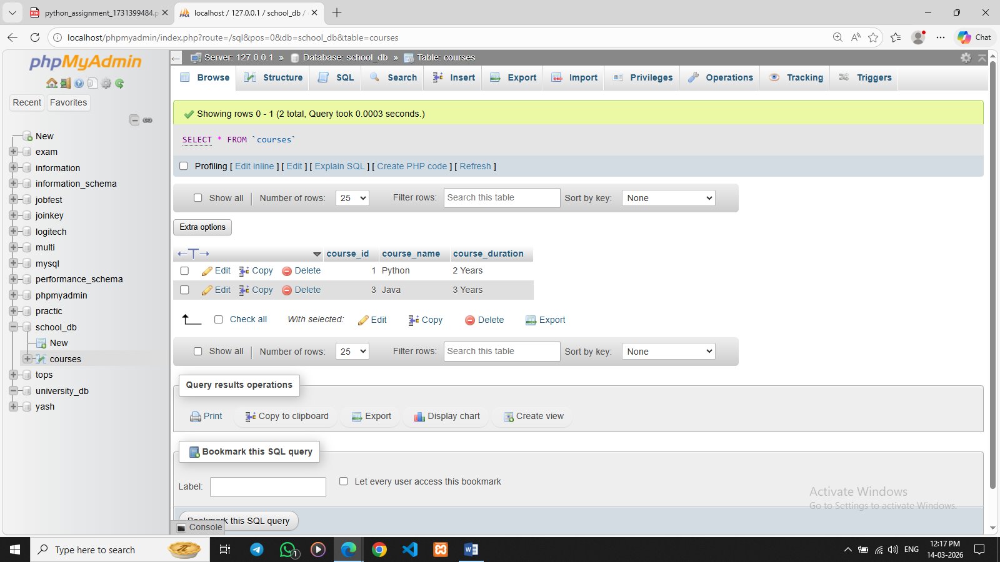 python_assignment_1731399484.p
localhost / 127.0.0.1 / school_db /
localhost/phpmyadmin/index.php?route=/sql&pos=0&db=school_db&table=courses
Chat
phpMyAdmin
Recent
Favorites
New
exam
information
information_schema
jobfest
joinkey
logitech
multi
mysql
performance_schema
phpmyadmin
practic
school_db
New
courses
tops
university_db
yash
Server: 127.0.0.1 » Database: school_db » Table: courses
Browse Structure SQL Search Insert Export Import Privileges Operations Tracking Triggers
Showing rows 0 - 1 (2 total, Query took 0.0003 seconds.)
SELECT * FROM `courses`
Profiling [ Edit inline ] [ Edit ] [ Explain SQL ] [ Create PHP code ] [ Refresh ]
Show all | Number of rows: 25 Filter rows: Search this table Sort by key: None
Extra options
course_id course_name course_duration
Edit Copy Delete 1 Python 2 Years
Edit Copy Delete 3 Java 3 Years
Check all With selected: Edit Copy Delete Export
Show all | Number of rows: 25 Filter rows: Search this table Sort by key: None
Query results operations
Print Copy to clipboard Export Display chart Create view
Bookmark this SQL query
Label: Let every user access this bookmark
Activate Windows
Go to Settings to activate Windows.
Bookmark this SQL query
Console
Type here to search
1
ENG
12:17 PM
14-03-2026